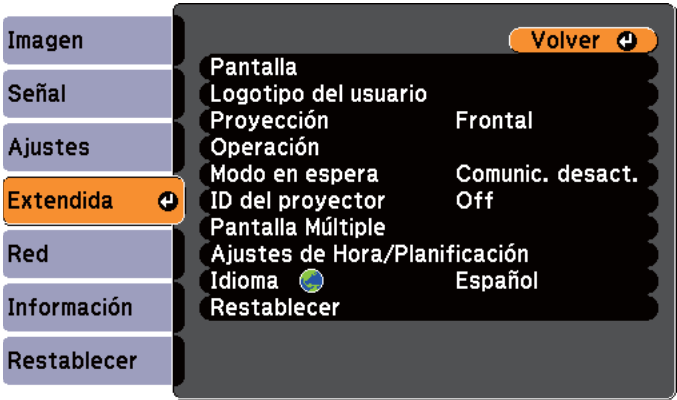 Imagen
Señal
Ajustes
Extendida
Red
Información
Restablecer
Volver
Pantalla
Logotipo del usuario
Proyección Frontal
Operación
Modo en espera Comunic. desact.
ID del proyector Off
Pantalla Múltiple
Ajustes de Hora/Planificación
Idioma Español
Restablecer